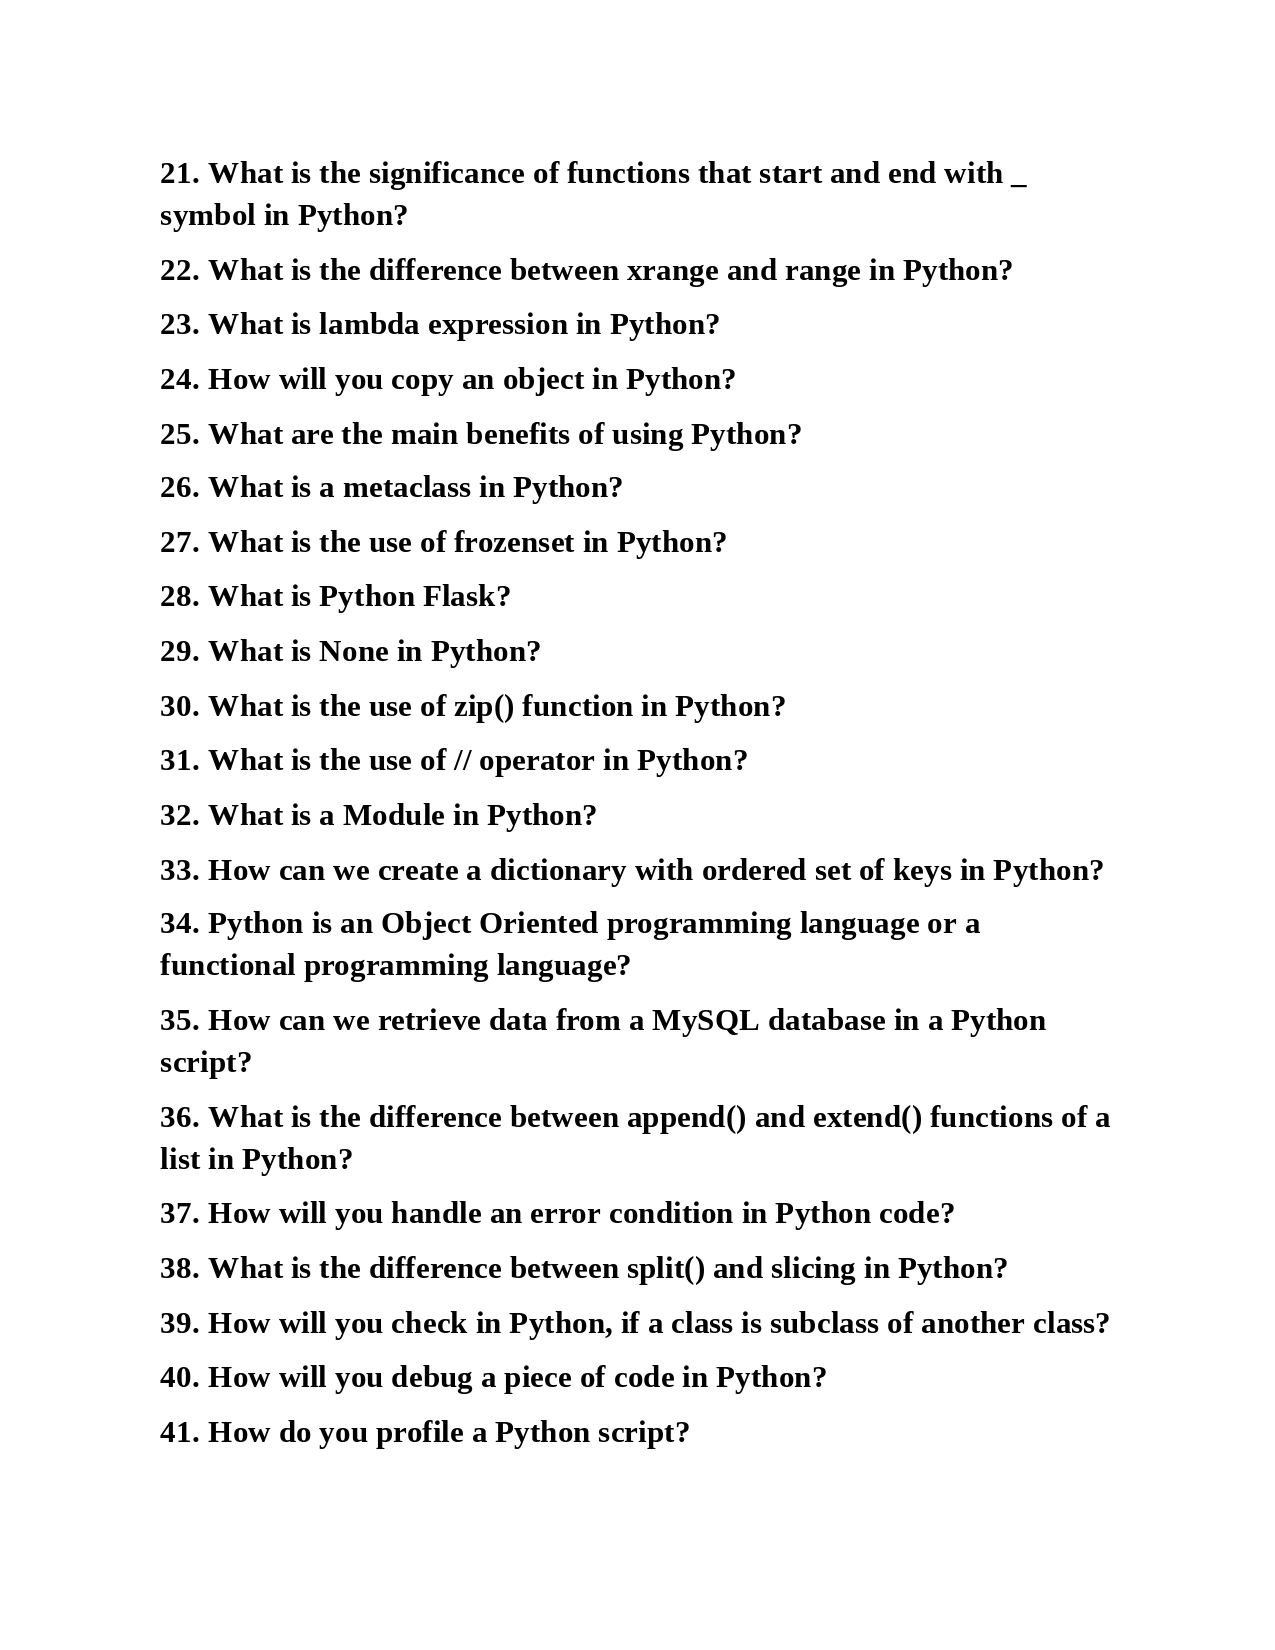 21. What is the significance of functions that start and end with _
symbol in Python?
22. What is the difference between xrange and range in Python?
23. What is lambda expression in Python?
24. How will you copy an object in Python?
25. What are the main benefits of using Python?
26. What is a metaclass in Python?
27. What is the use of frozenset in Python?
28. What is Python Flask?
29. What is None in Python?
30. What is the use of zip() function in Python?
31. What is the use of // operator in Python?
32. What is a Module in Python?
33. How can we create a dictionary with ordered set of keys in Python?
34. Python is an Object Oriented programming language or a
functional programming language?
35. How can we retrieve data from a MySQL database in a Python
script?
36. What is the difference between append() and extend() functions of a
list in Python?
37. How will you handle an error condition in Python code?
38. What is the difference between split() and slicing in Python?
39. How will you check in Python, if a class is subclass of another class?
40. How will you debug a piece of code in Python?
41. How do you profile a Python script?